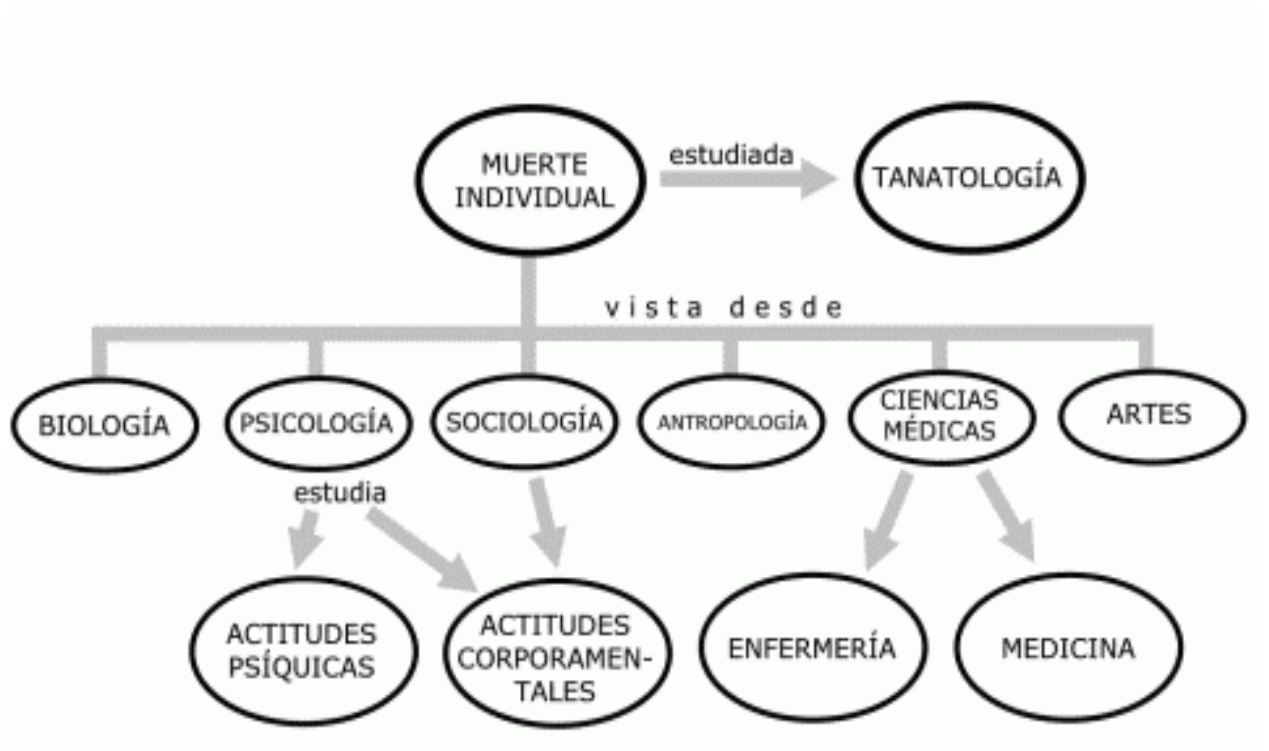 MUERTE
INDIVIDUAL
estudiada
TANATOLOGÍA
vista desde
BIOLOGÍA
PSICOLOGÍA
SOCIOLOGÍA
ANTROPOLOGÍA
CIENCIAS
MÉDICAS
ARTES
estudia
ACTITUDES
PSÍQUICAS
ACTITUDES
CORPORAMEN-
TALES
ENFERMERÍA
MEDICINA